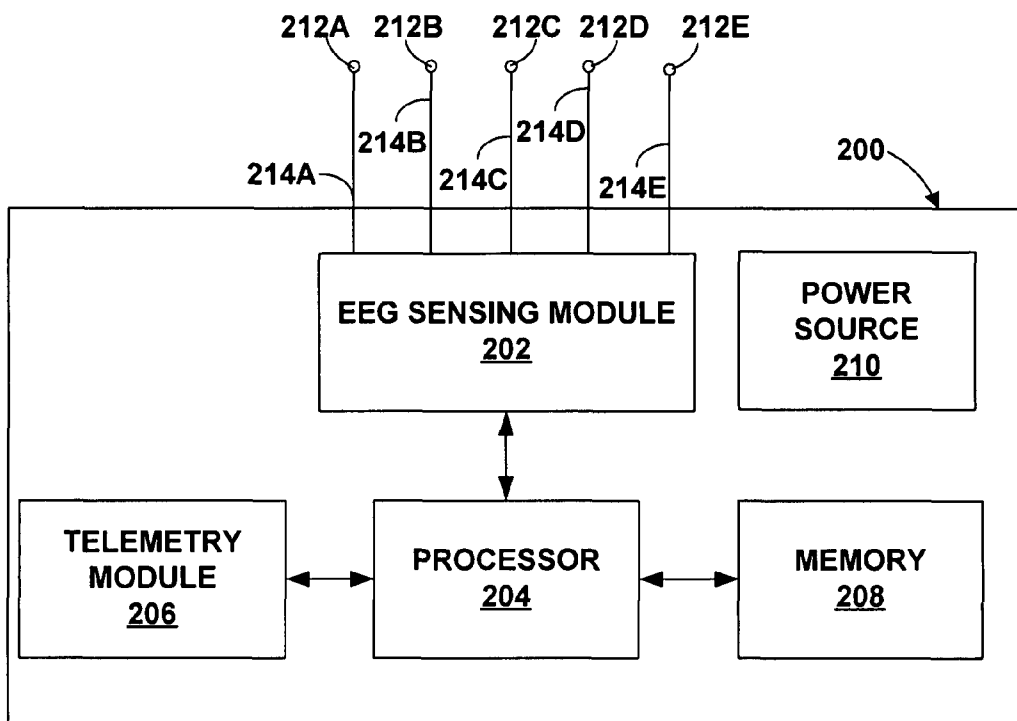 212A 212B 212C 212D 212E
214B 214D
200
214A 214C 214E
EEG SENSING MODULE
202
POWER
SOURCE
210
TELEMETRY
MODULE
206
PROCESSOR
204
MEMORY
208